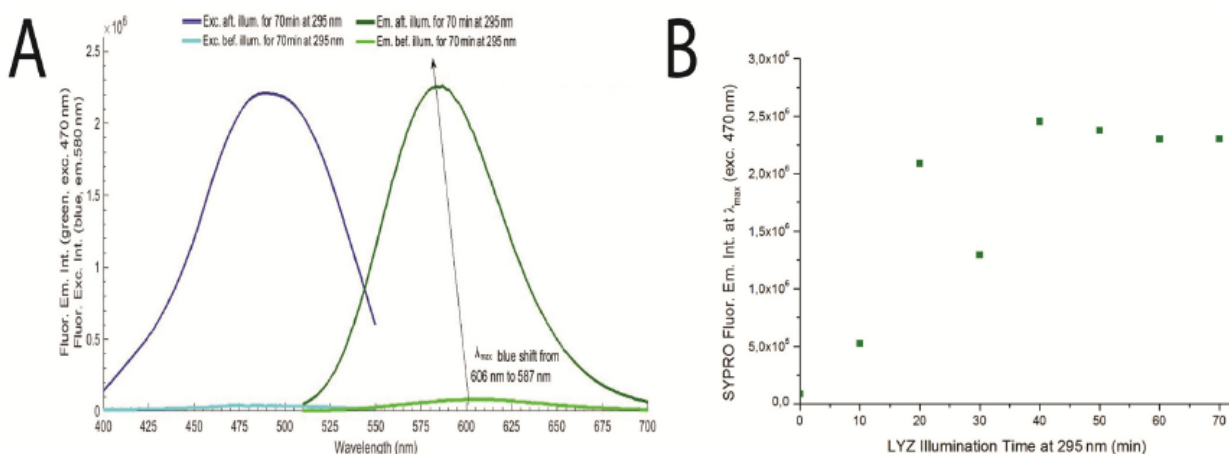 A
Exc. aft. illum. for 70min at 295 nm
Em. aft. illum. for 70 min at 295 nm
Exc. bef. illum. for 70min at 295 nm
Em. bef. illum. for 70 min at 295 nm
x 10⁶
2.5
2
1.5
1
0.5
0
Fluor. Em. Int. (green. exc. 470 nm)
Fluor. Exc. Int. (blue, em.580 nm)
λmax blue shift from
606 nm to 587 nm
400 425 450 475 500 525 550 575 600 625 650 675 700
Wavelength (nm)
B
3,0x10⁶
2,5x10⁶
2,0x10⁶
1,5x10⁶
1,0x10⁶
5,0x10⁵
0,0
SYPRO Fluor. Em. Int. at λmax (exc. 470 nm)
0 10 20 30 40 50 60 70
LYZ Illumination Time at 295 nm (min)